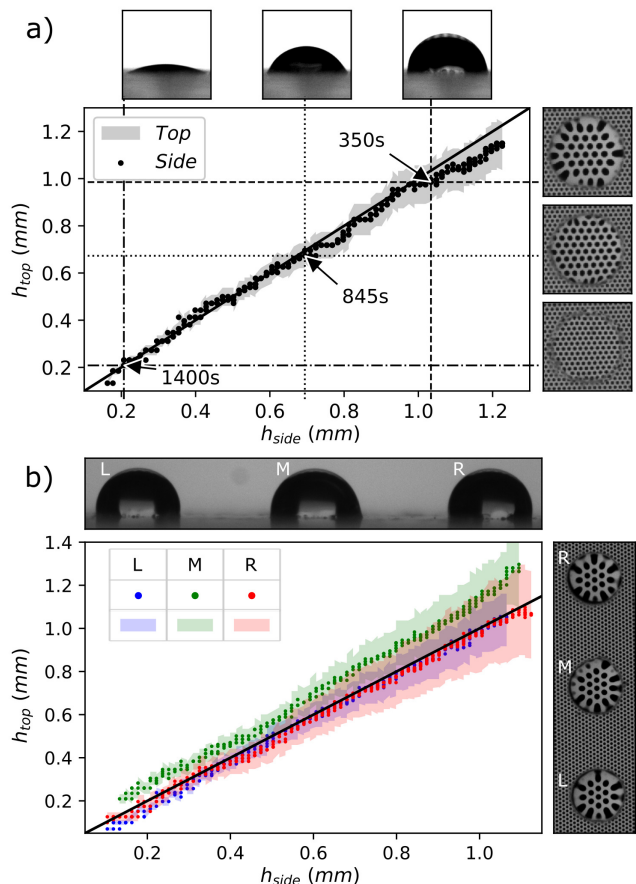 a)
Top
Side
350s
845s
1400s
1.2
1.0
0.8
0.6
0.4
0.2
h_top (mm)
0.2 0.4 0.6 0.8 1.0 1.2
h_side (mm)
b)
L M R
L M R
1.4
1.2
1.0
0.8
0.6
0.4
0.2
h_top (mm)
0.2 0.4 0.6 0.8 1.0
h_side (mm)
R
M
L